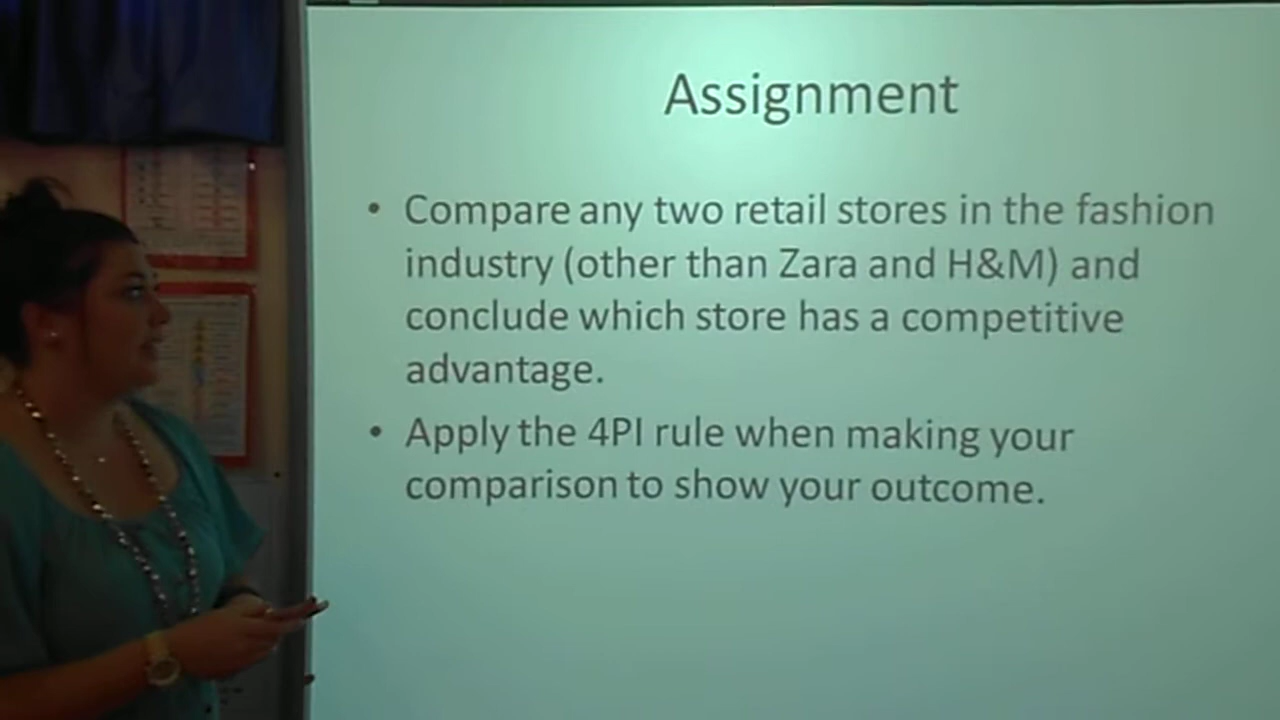 Assignment
• Compare any two retail stores in the fashion
industry (other than Zara and H&M) and
conclude which store has a competitive
advantage.
• Apply the 4PI rule when making your
comparison to show your outcome.